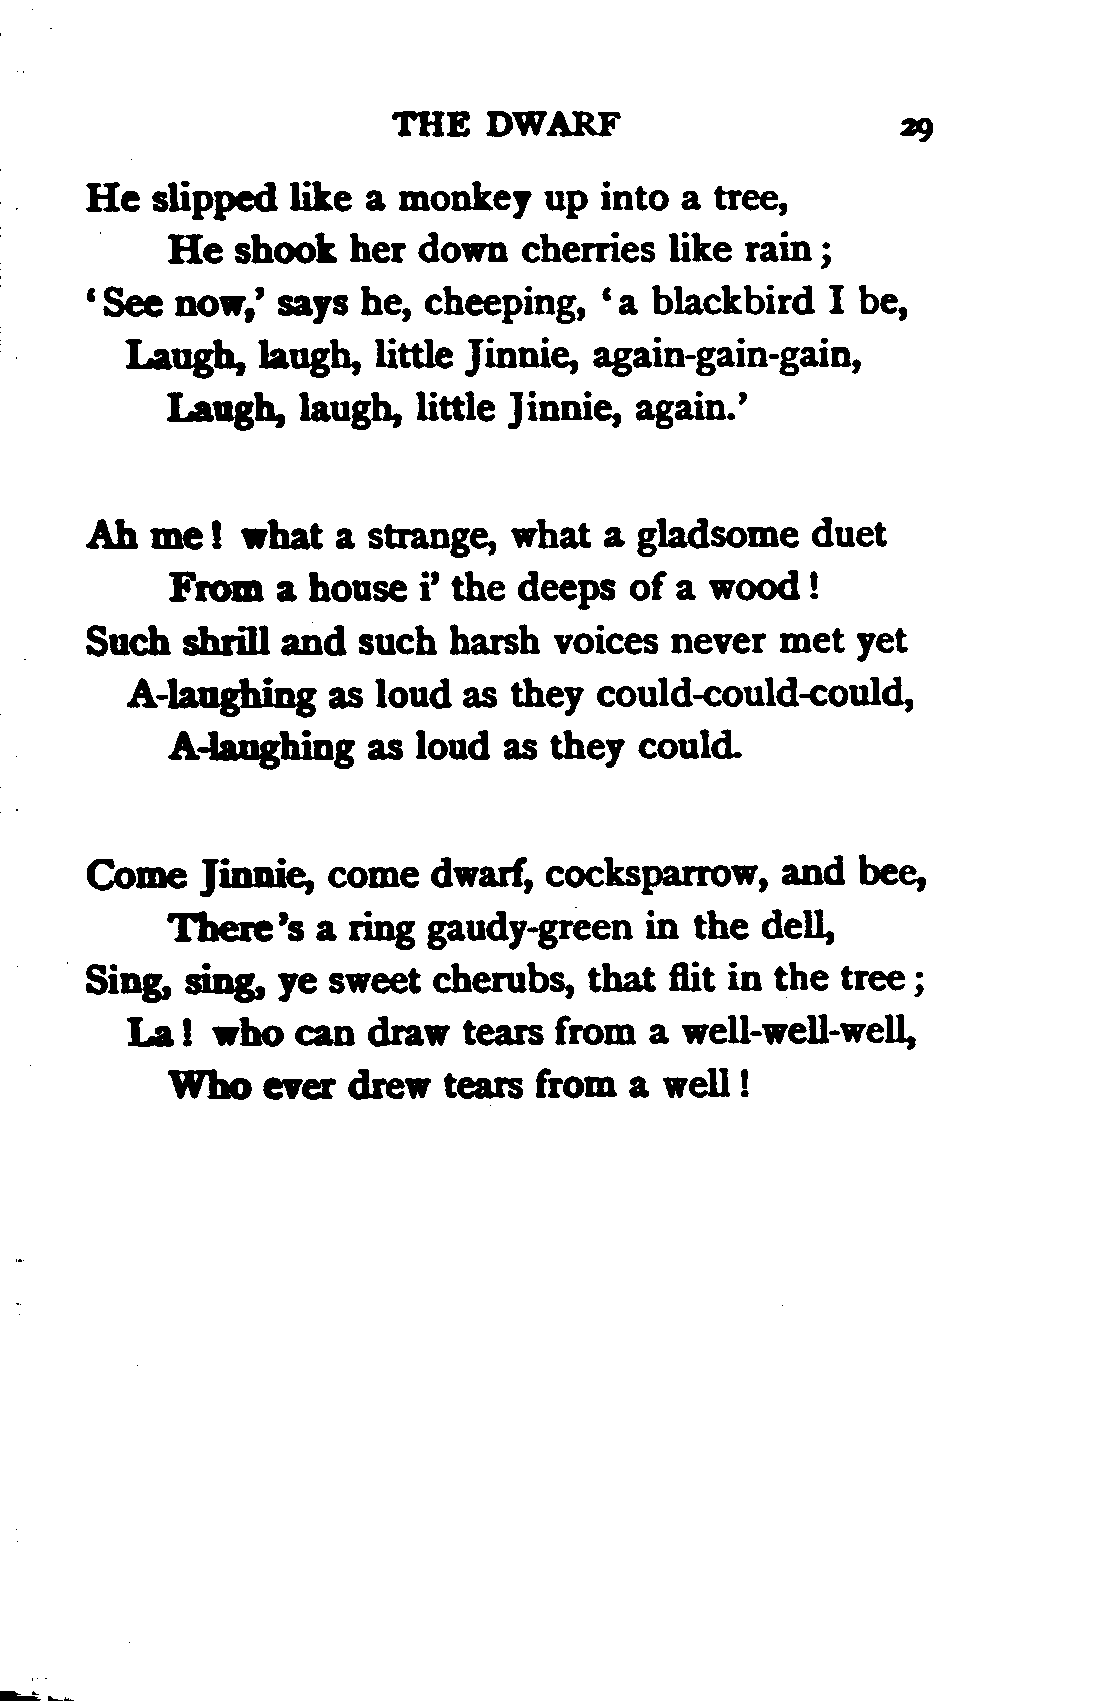 THE DWARF 29
He slipped like a monkey up into a tree,
He shook her down cherries like rain;
‘See now,’ says he, cheeping, ‘a blackbird I be,
Laugh, laugh, little Jinnie, again-gain-gain,
Laugh, laugh, little Jinnie, again.’
Ah me! what a strange, what a gladsome duet
From a house i’ the deeps of a wood!
Such shrill and such harsh voices never met yet
A-laughing as loud as they could-could-could,
A-laughing as loud as they could.
Come Jinnie, come dwarf, cocksparrow, and bee,
There’s a ring gaudy-green in the dell,
Sing, sing, ye sweet cherubs, that flit in the tree;
La! who can draw tears from a well-well-well,
Who ever drew tears from a well!